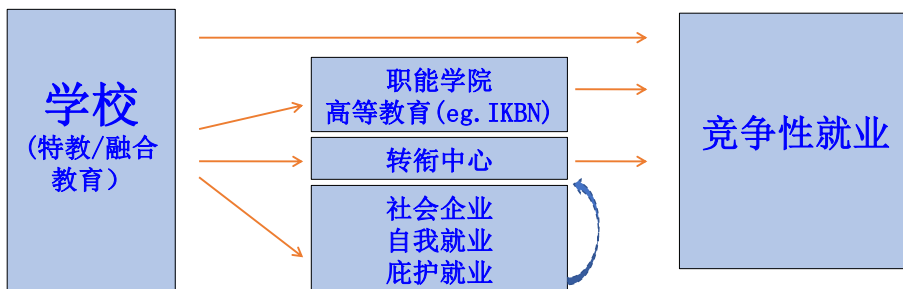 学校
(特教/融合
教育）
职能学院
高等教育(eg.IKBN)
转衔中心
社会企业
自我就业
庇护就业
竞争性就业